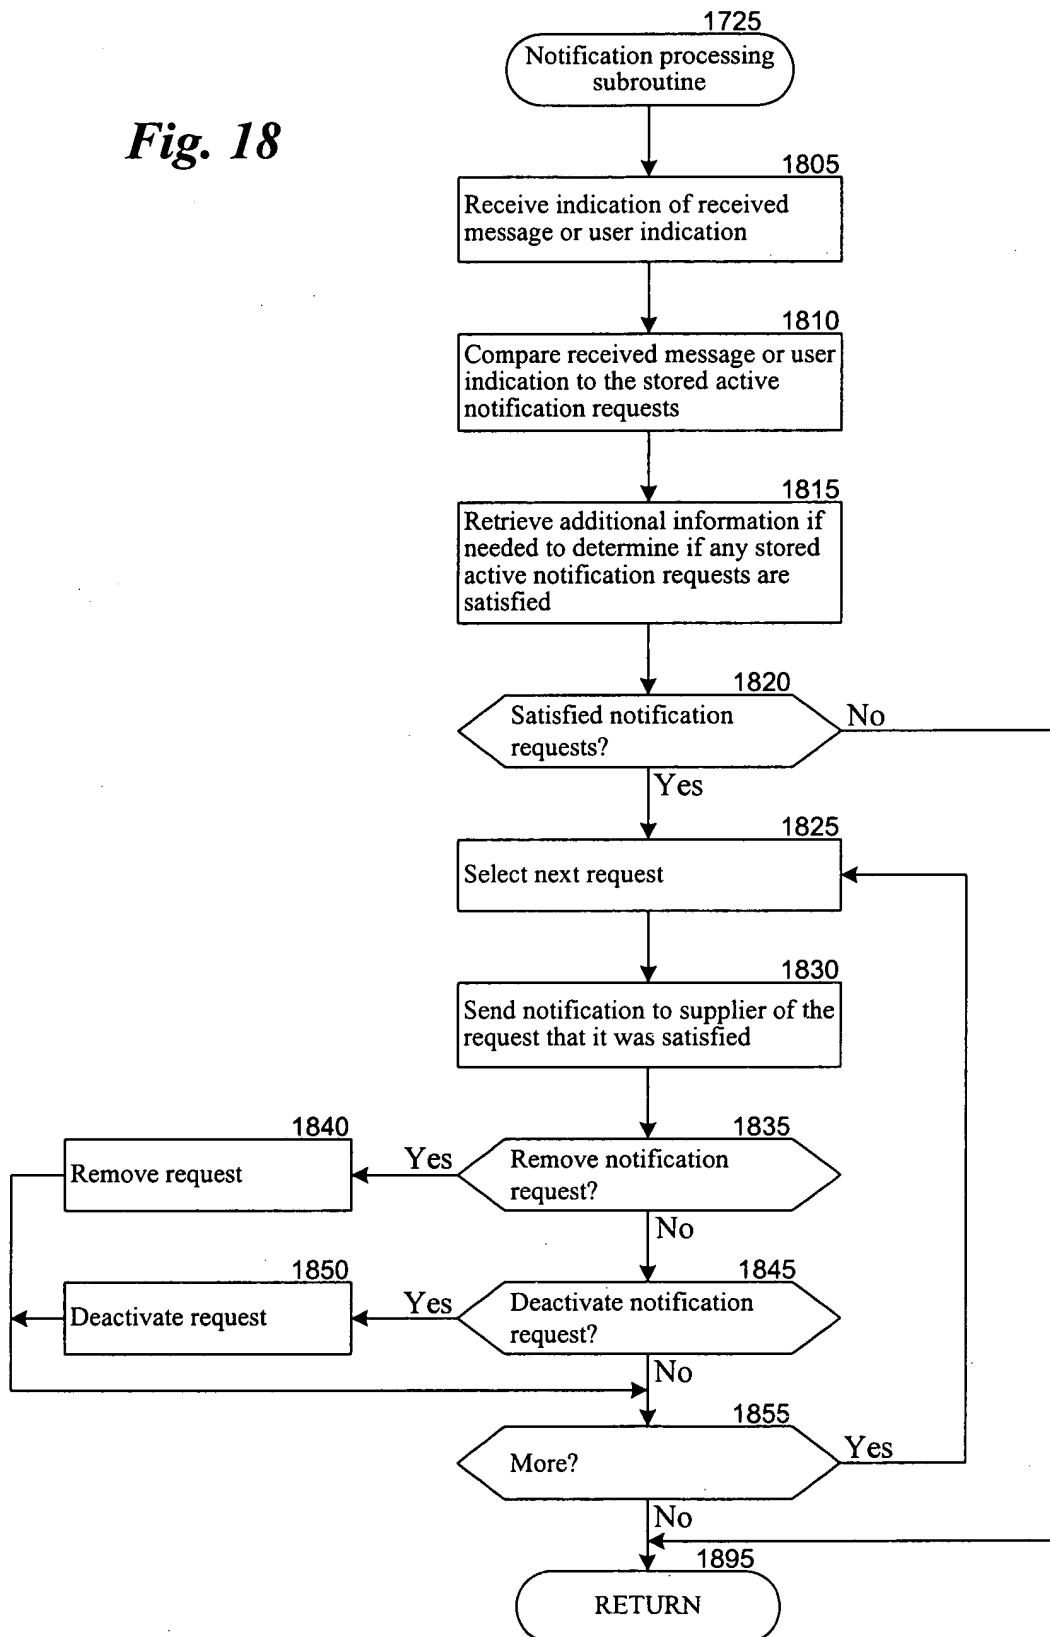 1725
Notification processing
subroutine
Fig. 18
1805
Receive indication of received
message or user indication
1810
Compare received message or user
indication to the stored active
notification requests
1815
Retrieve additional information if
needed to determine if any stored
active notification requests are
satisfied
1820
Satisfied notification
requests?
No
Yes
1825
Select next request
1830
Send notification to supplier of the
request that it was satisfied
1840
Remove request
Yes
1835
Remove notification
request?
No
1850
Deactivate request
Yes
1845
Deactivate notification
request?
No
1855
More?
Yes
No
1895
RETURN